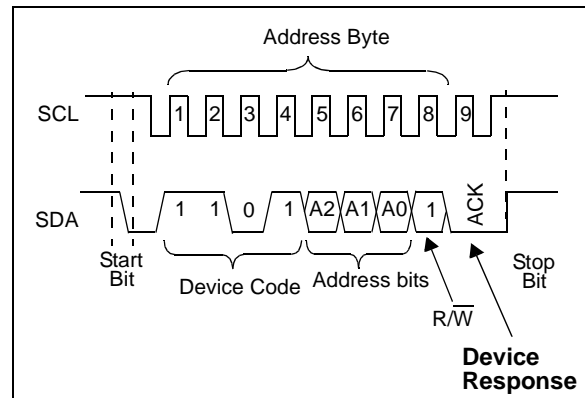 Address Byte
SCL 1 2 3 4 5 6 7 8 9
SDA 1 1 0 1 A2 A1 A0 1 ACK
Start
Bit
Device Code
Address bits
Stop
Bit
R/W̅
Device
Response